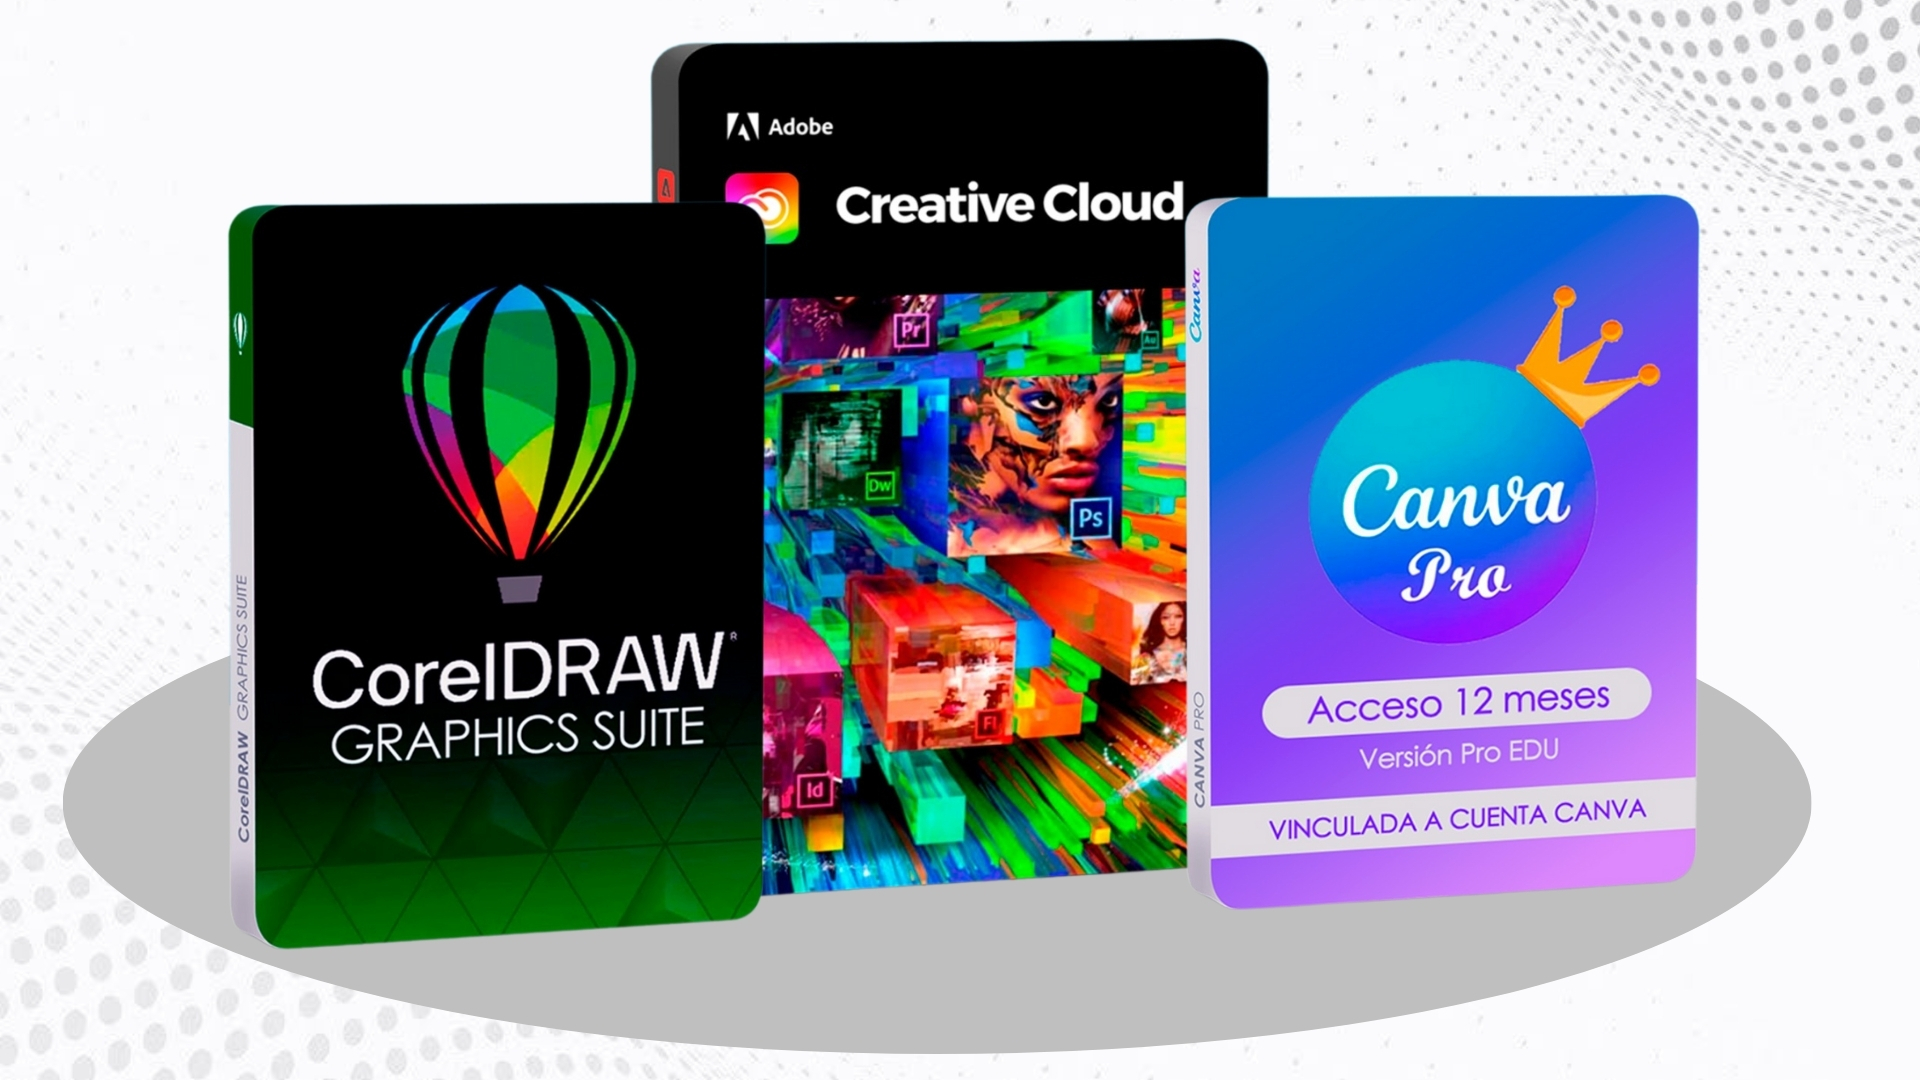 Adobe
Creative Cloud
Pr
Au
Dw
Ps
Fl
Id
CorelDRAW®
GRAPHICS SUITE
CorelDRAW GRAPHICS SUITE
Canva
CANVA PRO
Canva
Pro
Acceso 12 meses
Versión Pro EDU
VINCULADA A CUENTA CANVA